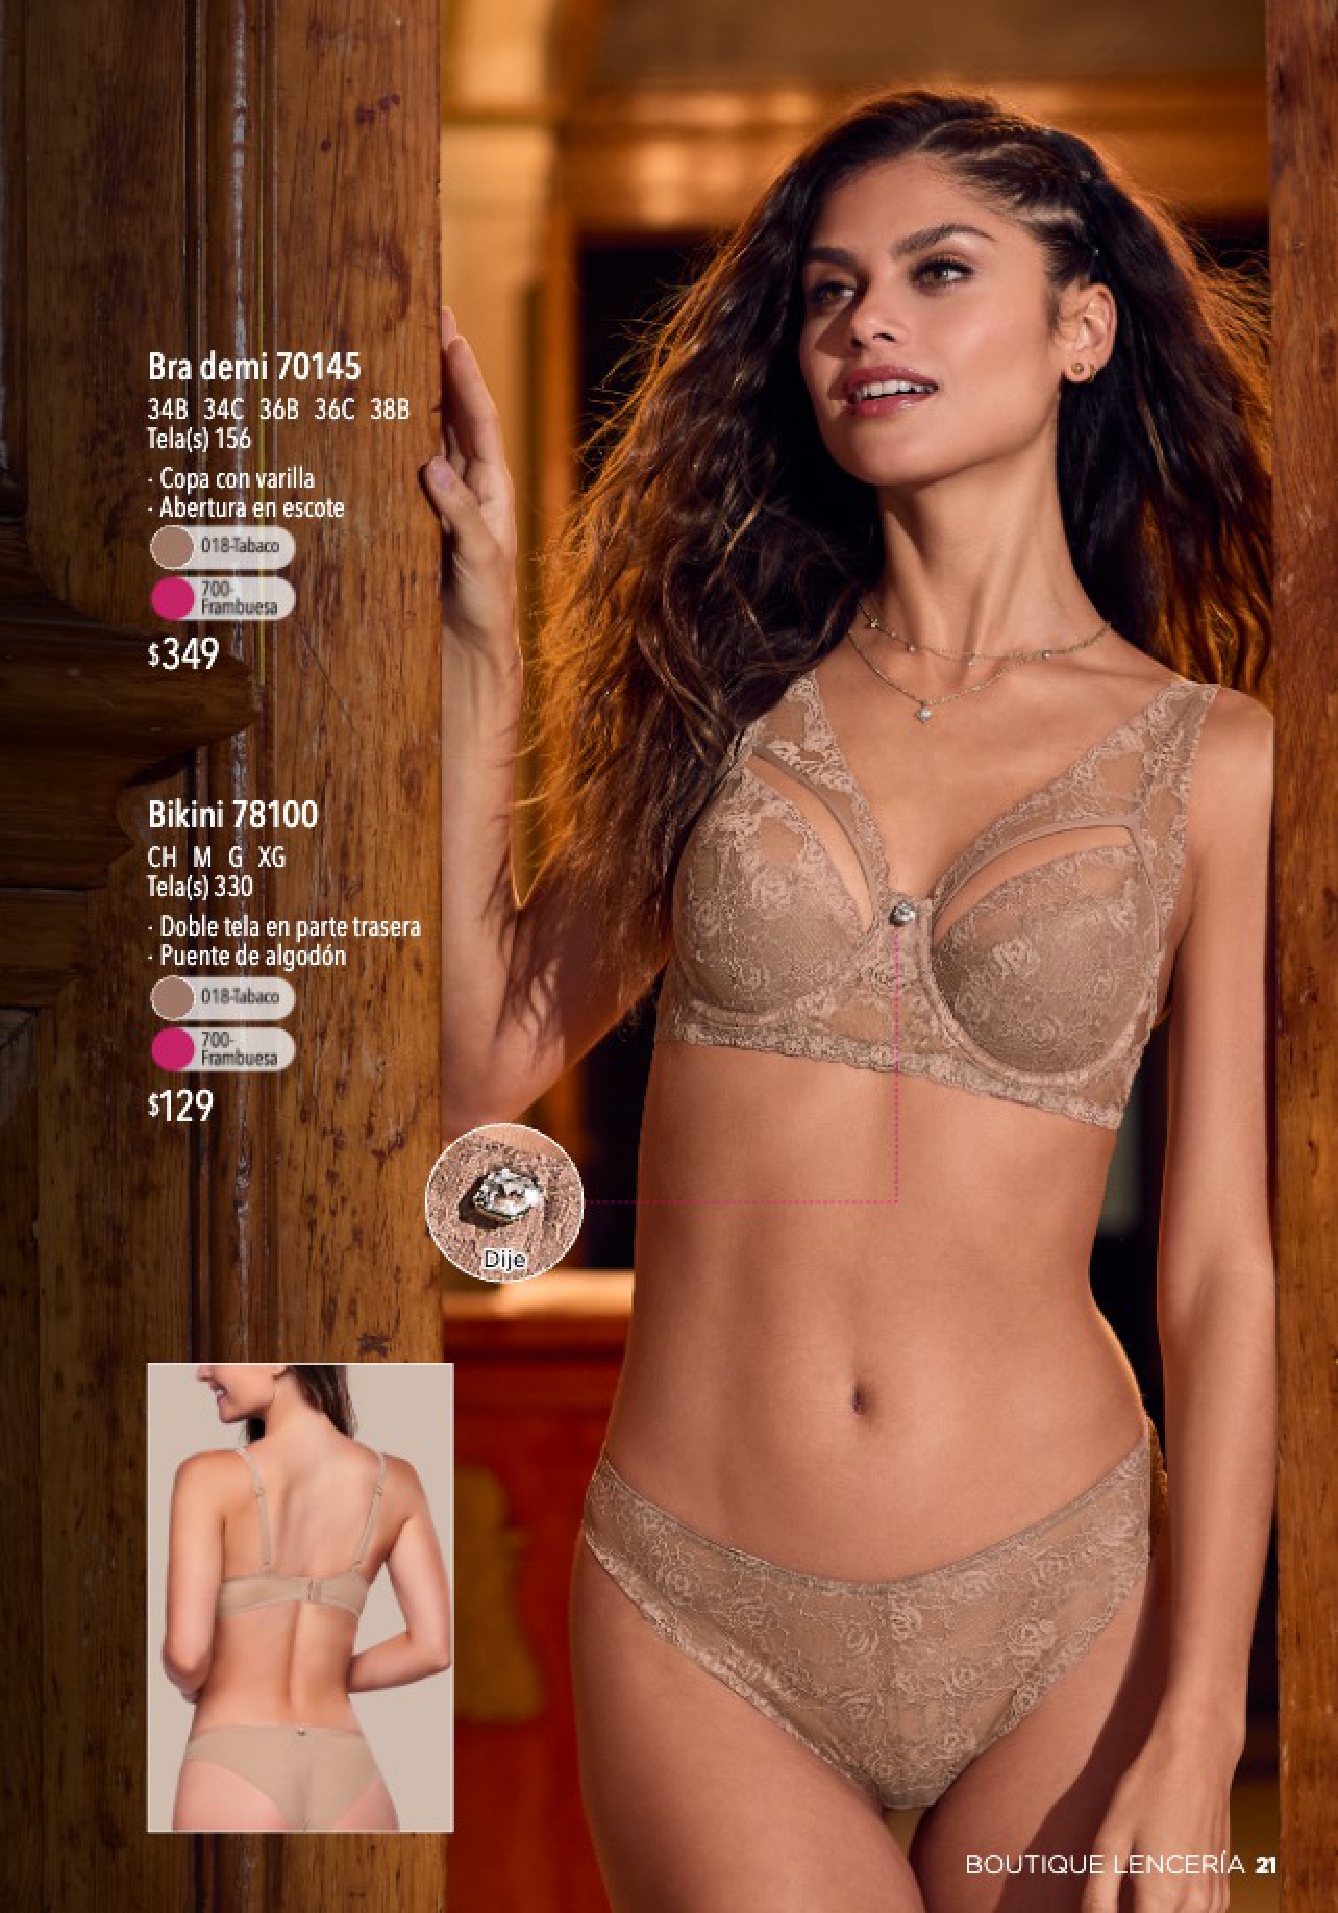 Bra demi 70145
34B 34C 36B 36C 38B
Tela(s) 156
· Copa con varilla
· Abertura en escote
018-Tabaco
700-
Frambuesa
$349
Bikini 78100
CH M G XG
Tela(s) 330
· Doble tela en parte trasera
· Puente de algodón
018-Tabaco
700-
Frambuesa
$129
Dije
BOUTIQUE LENCERÍA 21